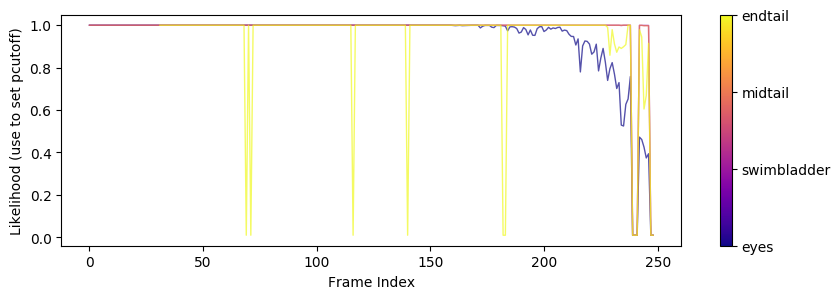 Likelihood (use to set pcutoff)
1.0
0.8
0.6
0.4
0.2
0.0
0
50
100
150
200
250
Frame Index
endtail
midtail
swimbladder
eyes